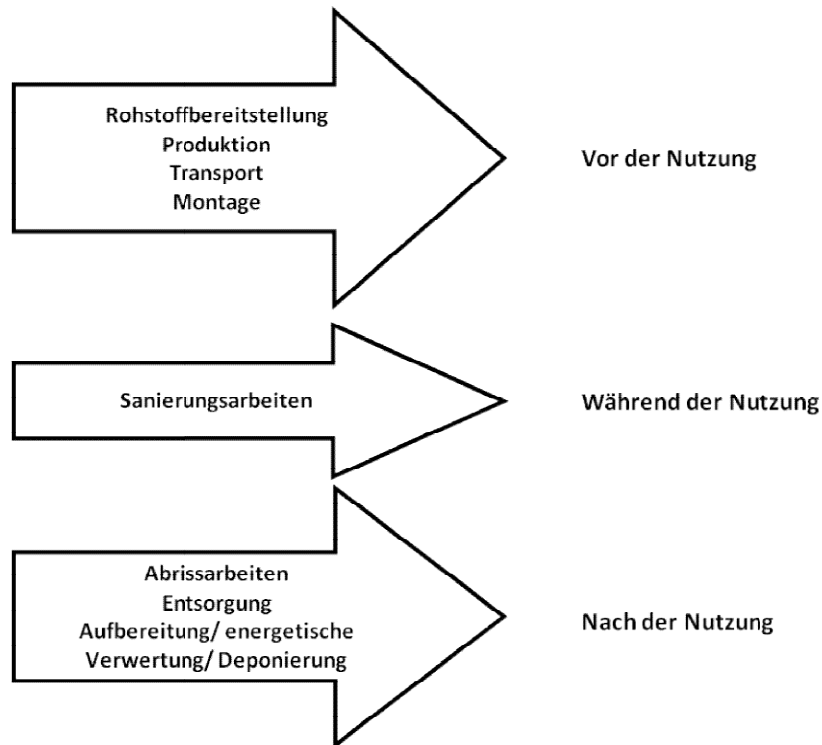 Rohstoffbereitstellung
Produktion
Transport
Montage
Vor der Nutzung
Sanierungsarbeiten
Während der Nutzung
Abrissarbeiten
Entsorgung
Aufbereitung/ energetische
Verwertung/ Deponierung
Nach der Nutzung